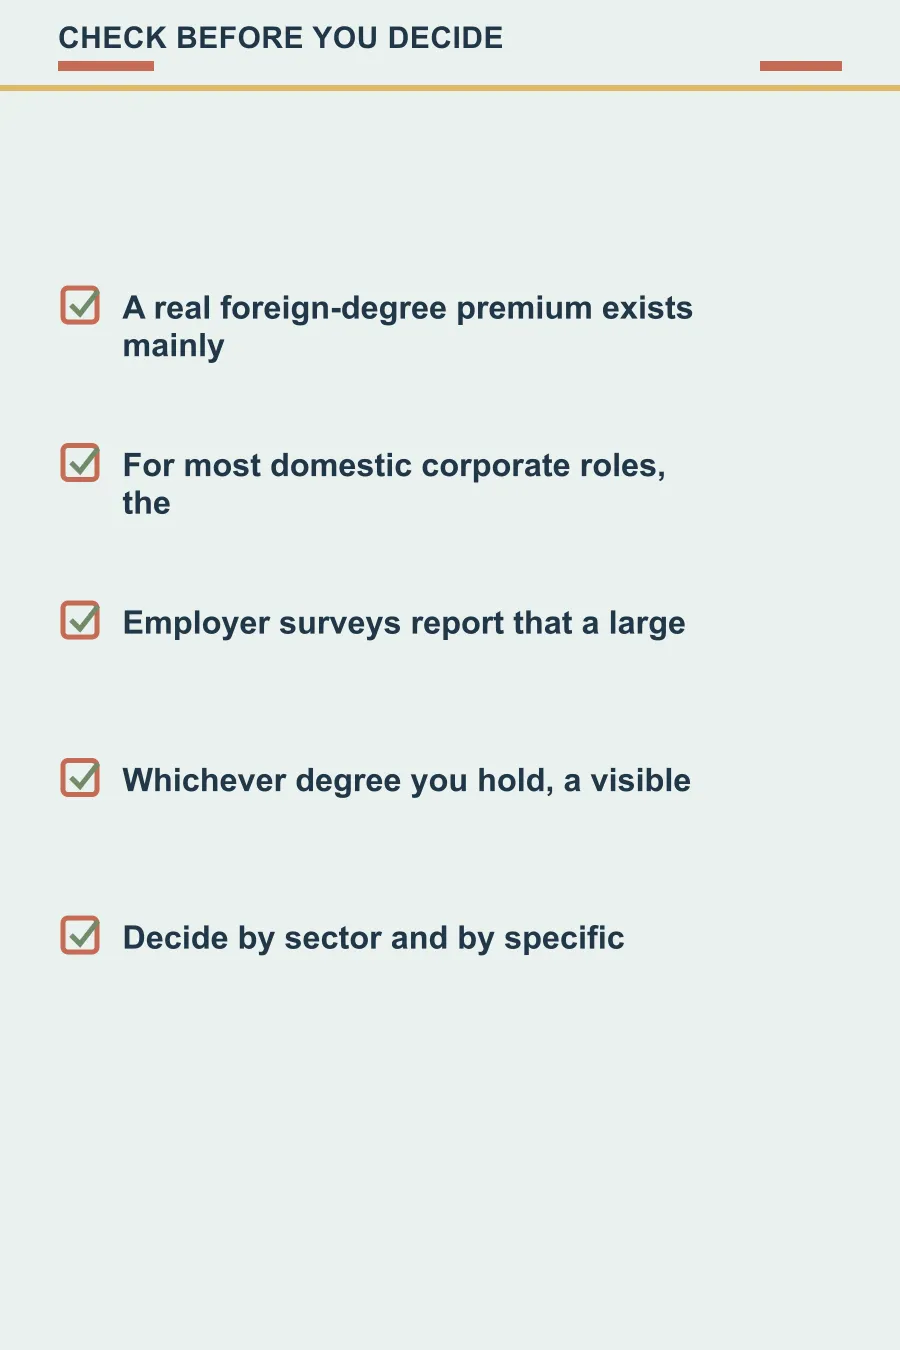 CHECK BEFORE YOU DECIDE
A real foreign-degree premium exists
mainly
For most domestic corporate roles,
the
Employer surveys report that a large
Whichever degree you hold, a visible
Decide by sector and by specific